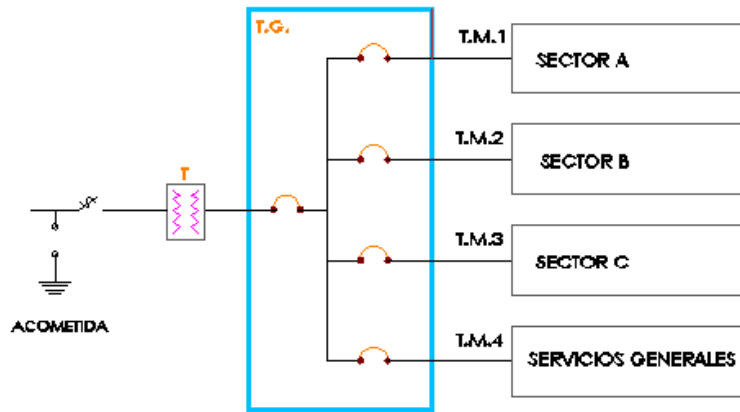 T.G.
T.M.1
SECTOR A
T.M.2
SECTOR B
T
T.M.3
SECTOR C
ACOMETIDA
T.M.4
SERVICIOS GENERALES